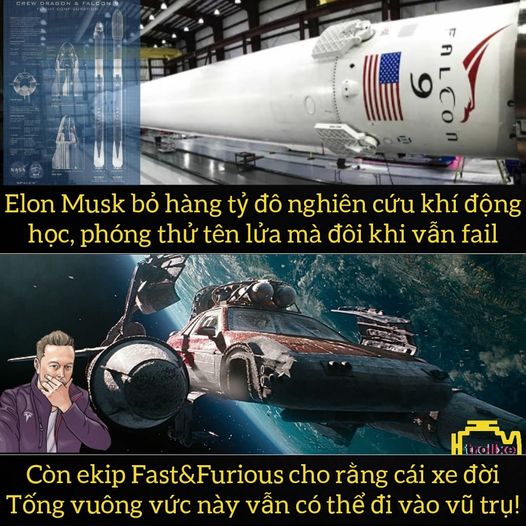 CREW DRAGON & FALCON 9
NASA
FALCON
9
Elon Musk bỏ hàng tỷ đô nghiên cứu khí động
học, phóng thử tên lửa mà đôi khi vẫn fail
trollxe
Còn ekip Fast&Furious cho rằng cái xe đời
Tống vuông vức này vẫn có thể đi vào vũ trụ!